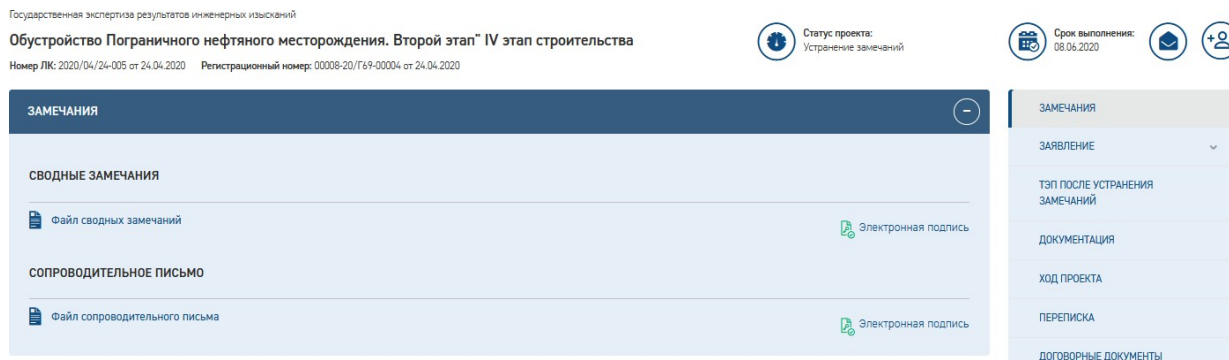 Государственная экспертиза результатов инженерных изысканий
Обустройство Пограничного нефтяного месторождения. Второй этап" IV этап строительства
Номер ЛК: 2020/04/24-005 от 24.04.2020 Регистрационный номер: 00008-20/Г69-00004 от 24.04.2020
Статус проекта:
Устранение замечаний
Срок выполнения:
08.06.2020
ЗАМЕЧАНИЯ
СВОДНЫЕ ЗАМЕЧАНИЯ
Файл сводных замечаний
Электронная подпись
СОПРОВОДИТЕЛЬНОЕ ПИСЬМО
Файл сопроводительного письма
Электронная подпись
ЗАМЕЧАНИЯ
ЗАЯВЛЕНИЕ
ТЭП ПОСЛЕ УСТРАНЕНИЯ
ЗАМЕЧАНИЙ
ДОКУМЕНТАЦИЯ
ХОД ПРОЕКТА
ПЕРЕПИСКА
ДОГОВОРНЫЕ ДОКУМЕНТЫ